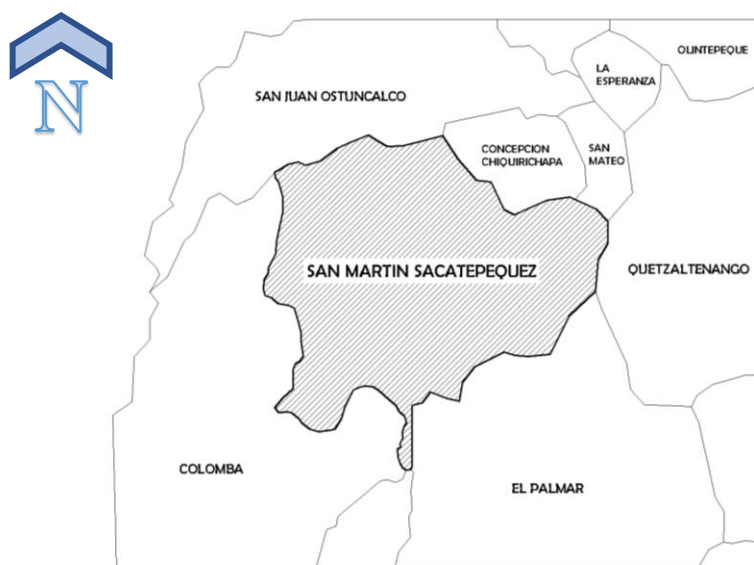 N
OLINTEPEQUE
LA
ESPERANZA
SAN JUAN OSTUNCALCO
CONCEPCION
CHIQUIRICHAPA
SAN
MATEO
SAN MARTIN SACATEPEQUEZ
QUETZALTENANGO
COLOMBA
EL PALMAR